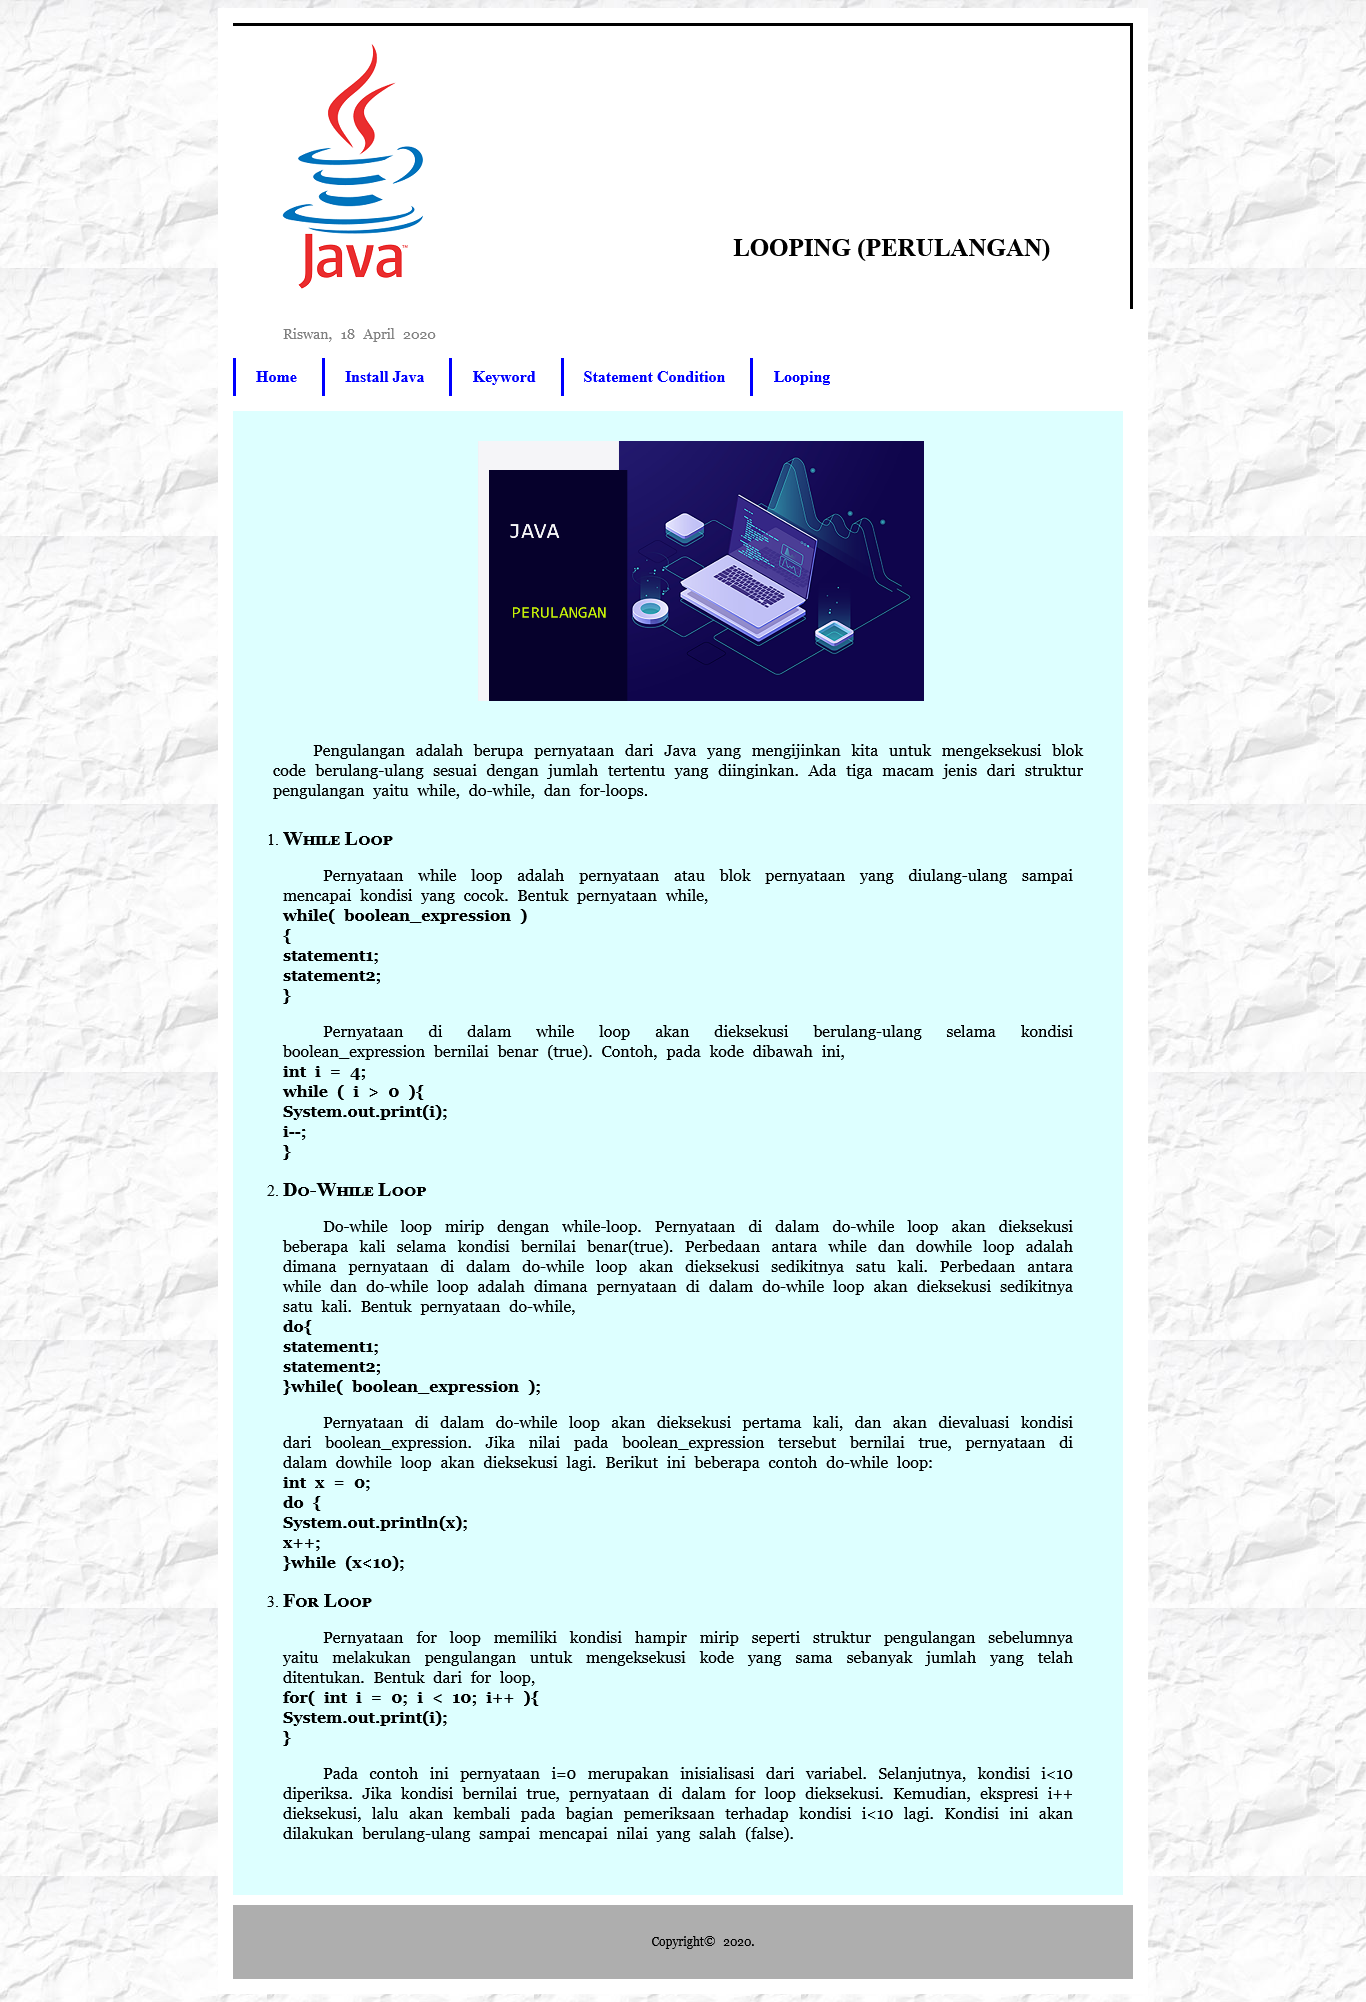 Java™
LOOPING (PERULANGAN)
Riswan, 18 April 2020
Home
Install Java
Keyword
Statement Condition
Looping
JAVA
PERULANGAN
Pengulangan adalah berupa pernyataan dari Java yang mengijinkan kita untuk mengeksekusi blok
code berulang-ulang sesuai dengan jumlah tertentu yang diinginkan. Ada tiga macam jenis dari struktur
pengulangan yaitu while, do-while, dan for-loops.
1. While Loop
Pernyataan while loop adalah pernyataan atau blok pernyataan yang diulang-ulang sampai
mencapai kondisi yang cocok. Bentuk pernyataan while,
while( boolean_expression )
{
statement1;
statement2;
}
Pernyataan di dalam while loop akan dieksekusi berulang-ulang selama kondisi
boolean_expression bernilai benar (true). Contoh, pada kode dibawah ini,
int i = 4;
while ( i > 0 ){
System.out.print(i);
i--;
}
2. Do-While Loop
Do-while loop mirip dengan while-loop. Pernyataan di dalam do-while loop akan dieksekusi
beberapa kali selama kondisi bernilai benar(true). Perbedaan antara while dan dowhile loop adalah
dimana pernyataan di dalam do-while loop akan dieksekusi sedikitnya satu kali. Perbedaan antara
while dan do-while loop adalah dimana pernyataan di dalam do-while loop akan dieksekusi sedikitnya
satu kali. Bentuk pernyataan do-while,
do{
statement1;
statement2;
}while( boolean_expression );
Pernyataan di dalam do-while loop akan dieksekusi pertama kali, dan akan dievaluasi kondisi
dari boolean_expression. Jika nilai pada boolean_expression tersebut bernilai true, pernyataan di
dalam dowhile loop akan dieksekusi lagi. Berikut ini beberapa contoh do-while loop:
int x = 0;
do {
System.out.println(x);
x++;
}while (x<10);
3. For Loop
Pernyataan for loop memiliki kondisi hampir mirip seperti struktur pengulangan sebelumnya
yaitu melakukan pengulangan untuk mengeksekusi kode yang sama sebanyak jumlah yang telah
ditentukan. Bentuk dari for loop,
for( int i = 0; i < 10; i++ ){
System.out.print(i);
}
Pada contoh ini pernyataan i=0 merupakan inisialisasi dari variabel. Selanjutnya, kondisi i<10
diperiksa. Jika kondisi bernilai true, pernyataan di dalam for loop dieksekusi. Kemudian, ekspresi i++
dieksekusi, lalu akan kembali pada bagian pemeriksaan terhadap kondisi i<10 lagi. Kondisi ini akan
dilakukan berulang-ulang sampai mencapai nilai yang salah (false).
Copyright© 2020.